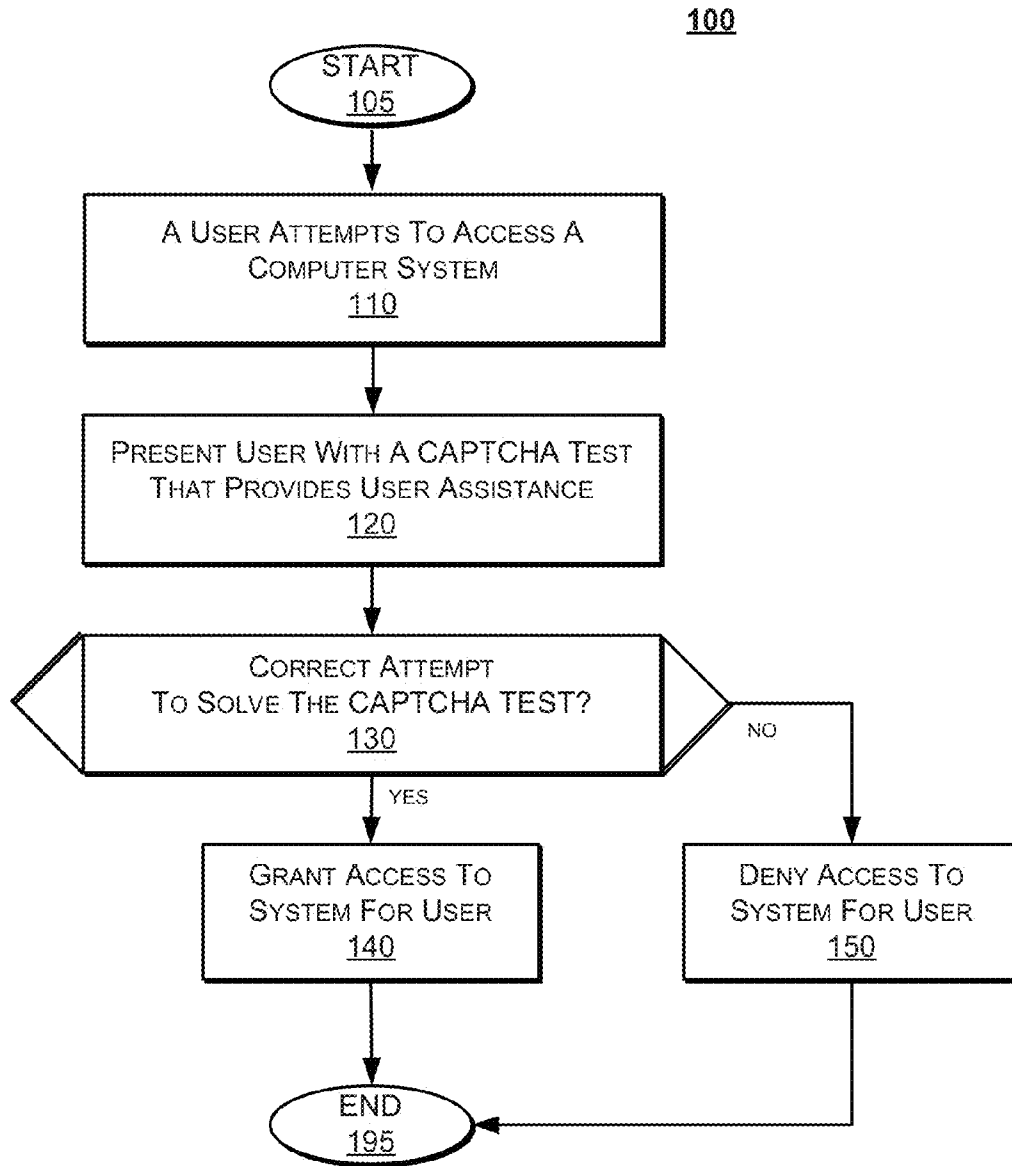 100
START
105
A USER ATTEMPTS TO ACCESS A
COMPUTER SYSTEM
110
PRESENT USER WITH A CAPTCHA TEST
THAT PROVIDES USER ASSISTANCE
120
CORRECT ATTEMPT
TO SOLVE THE CAPTCHA TEST?
130
NO
YES
GRANT ACCESS TO
SYSTEM FOR USER
140
DENY ACCESS TO
SYSTEM FOR USER
150
END
195